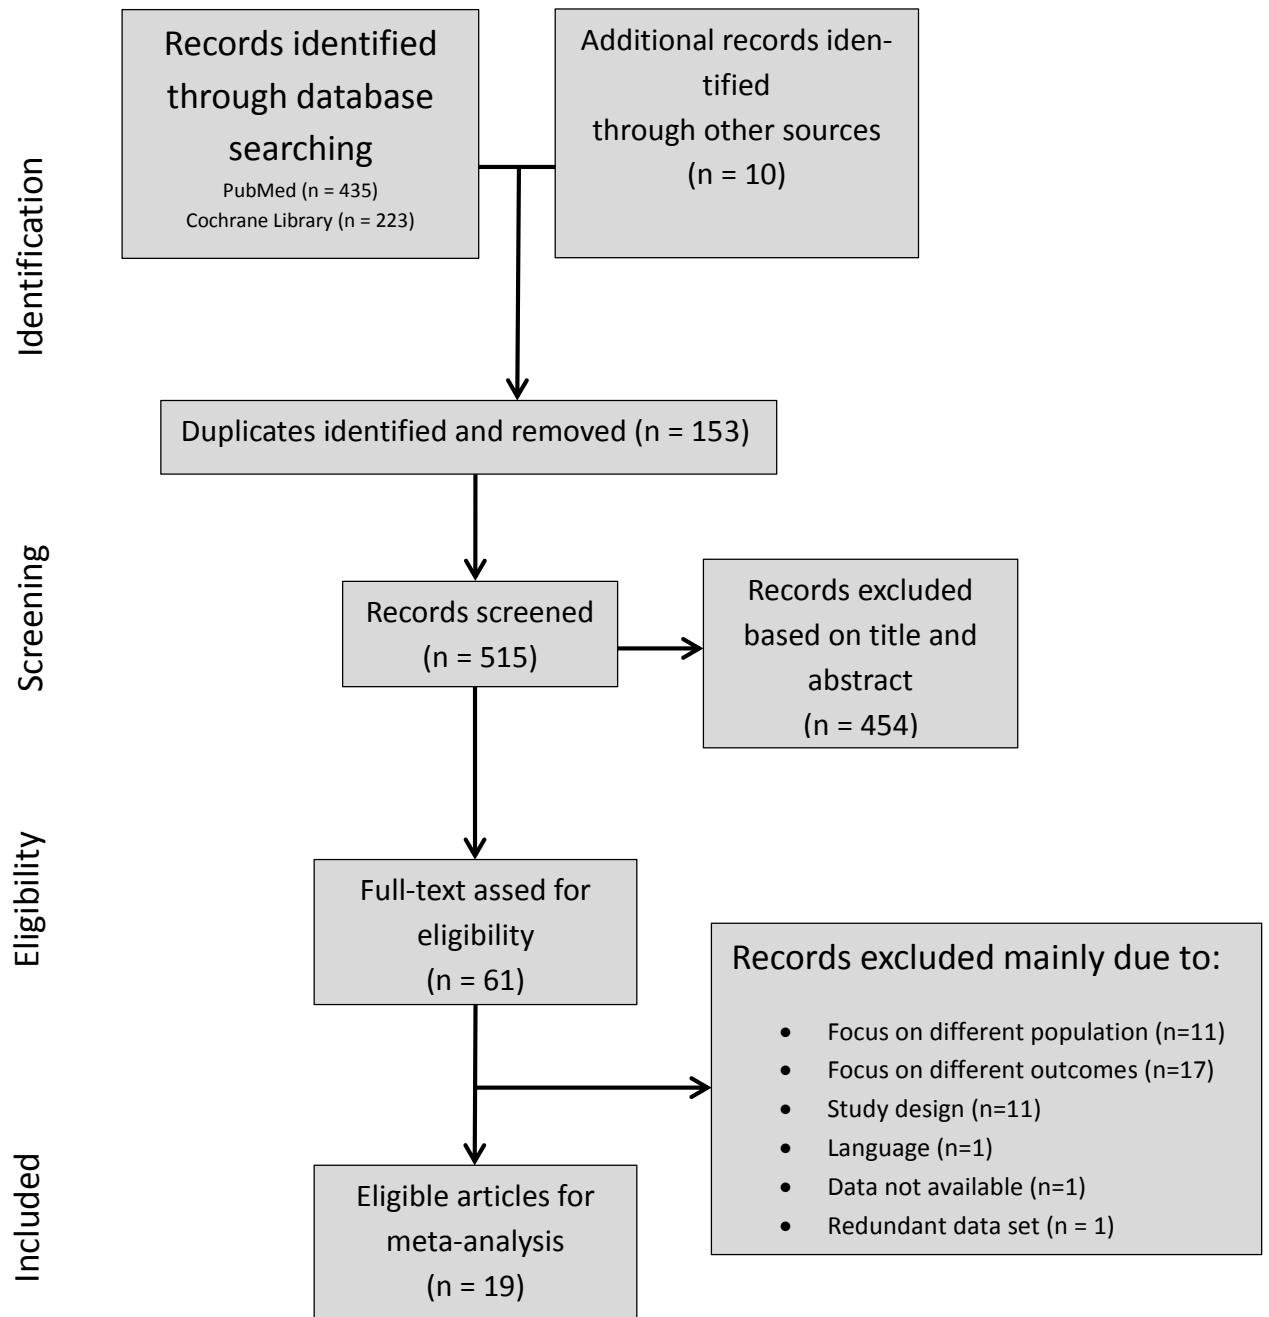 Identification
Records identified
through database
searching
PubMed (n = 435)
Cochrane Library (n = 223)
Additional records iden-
tified
through other sources
(n = 10)
Duplicates identified and removed (n = 153)
Screening
Records screened
(n = 515)
Records excluded
based on title and
abstract
(n = 454)
Eligibility
Full-text assed for
eligibility
(n = 61)
Records excluded mainly due to:
• Focus on different population (n=11)
• Focus on different outcomes (n=17)
• Study design (n=11)
• Language (n=1)
• Data not available (n=1)
• Redundant data set (n = 1)
Included
Eligible articles for
meta-analysis
(n = 19)